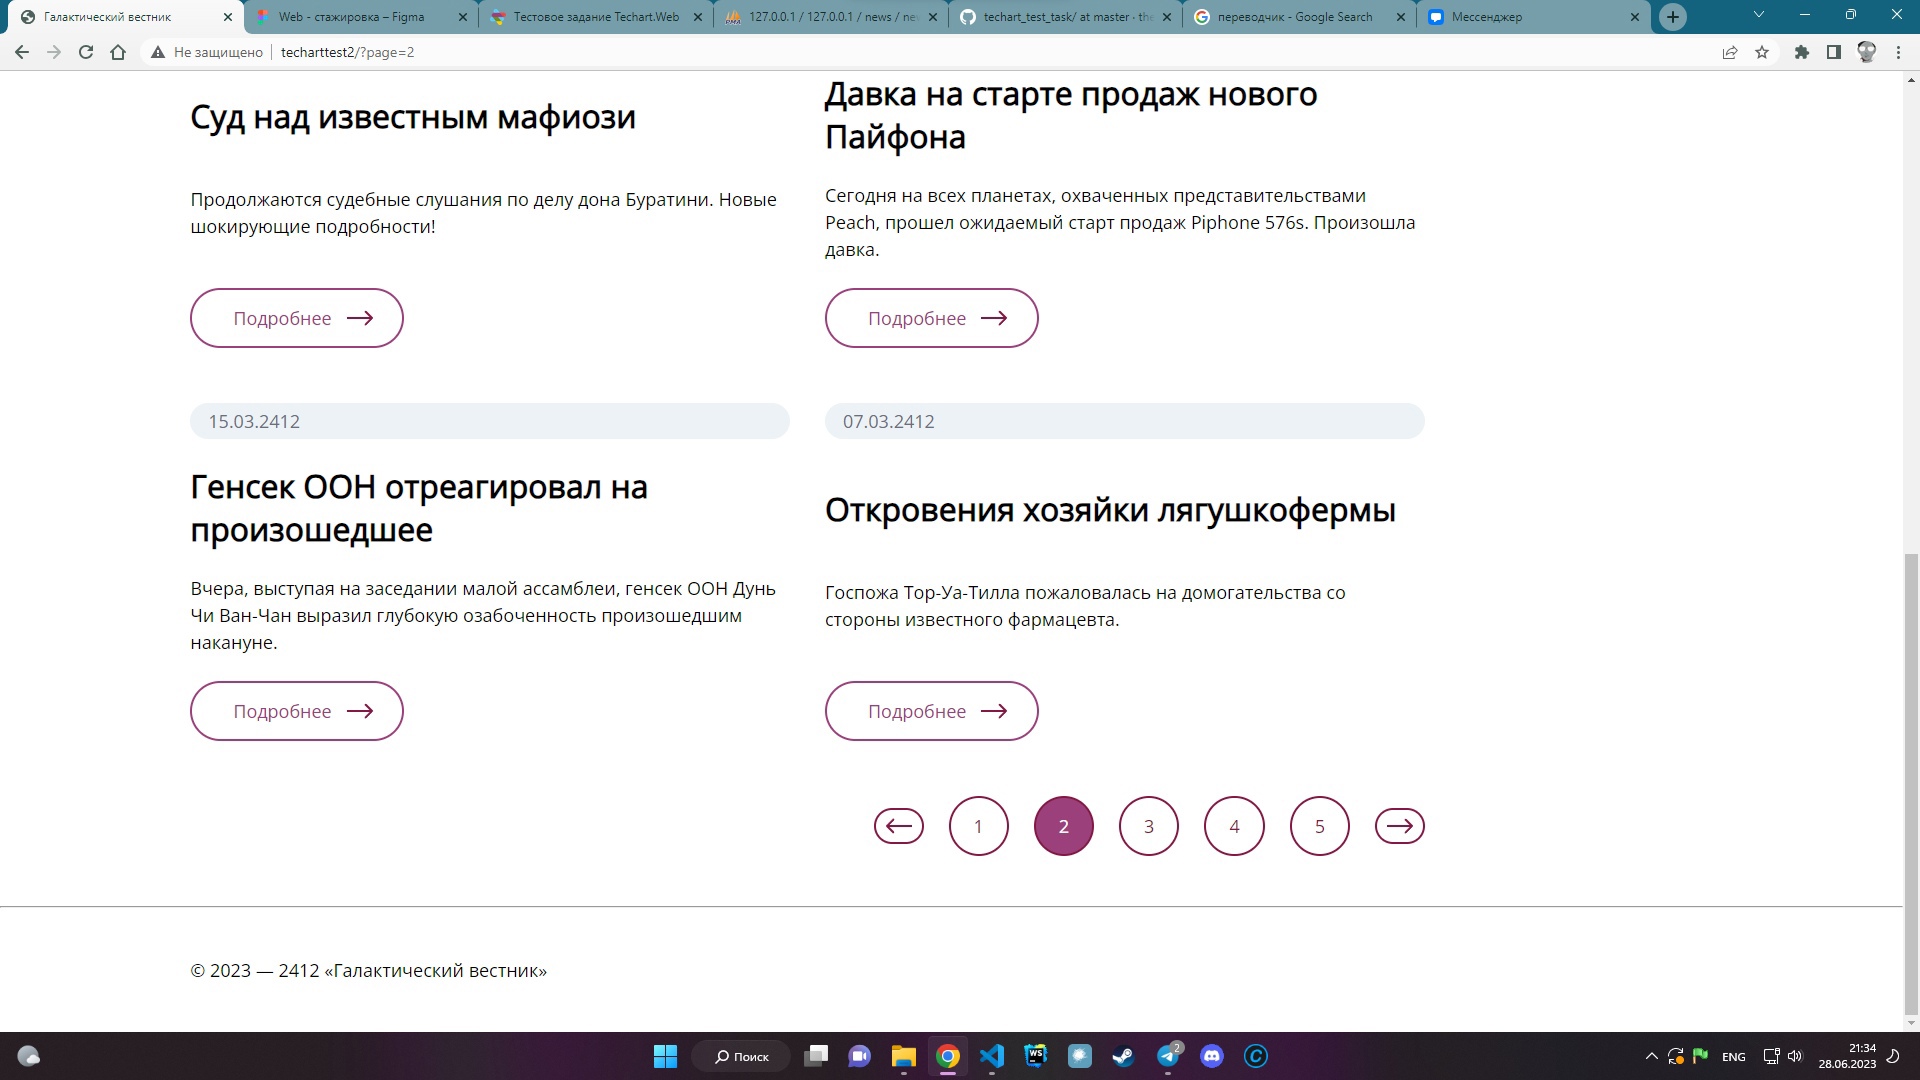 Галактический вестник
Web - стажировка – Figma
Тестовое задание Techart.Web
127.0.0.1 / 127.0.0.1 / news /
techart_test_task/ at master ·
переводчик - Google Search
Мессенджер
Не защищено
techarttest2/?page=2
Суд над известным мафиози
Продолжаются судебные слушания по делу дона Буратини. Новые
шокирующие подробности!
Подробнее
Давка на старте продаж нового
Пайфона
Сегодня на всех планетах, охваченных представительствами
Peach, прошел ожидаемый старт продаж Piphone 576s. Произошла
давка.
Подробнее
15.03.2412
Генсек ООН отреагировал на
произошедшее
Вчера, выступая на заседании малой ассамблеи, генсек ООН Дунь
Чи Ван-Чан выразил глубокую озабоченность произошедшим
накануне.
Подробнее
07.03.2412
Откровения хозяйки лягушкофермы
Госпожа Тор-Уа-Тилла пожаловалась на домогательства со
стороны известного фармацевта.
Подробнее
1 2 3 4 5
© 2023 — 2412 «Галактический вестник»
Поиск
WS
2
ENG
21:34
28.06.2023